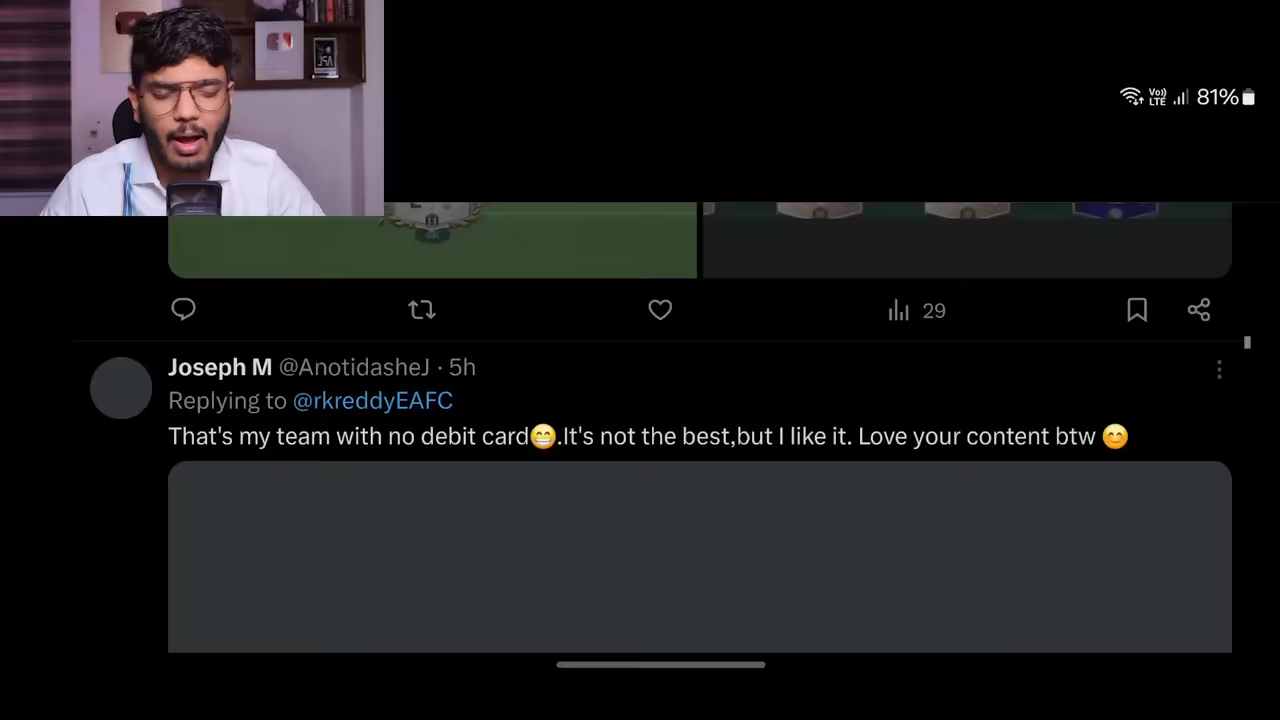 81%
29
Joseph M @AnotidasheJ · 5h
Replying to @rkreddyEAFC
That's my team with no debit card😁.It's not the best,but I like it. Love your content btw 😊